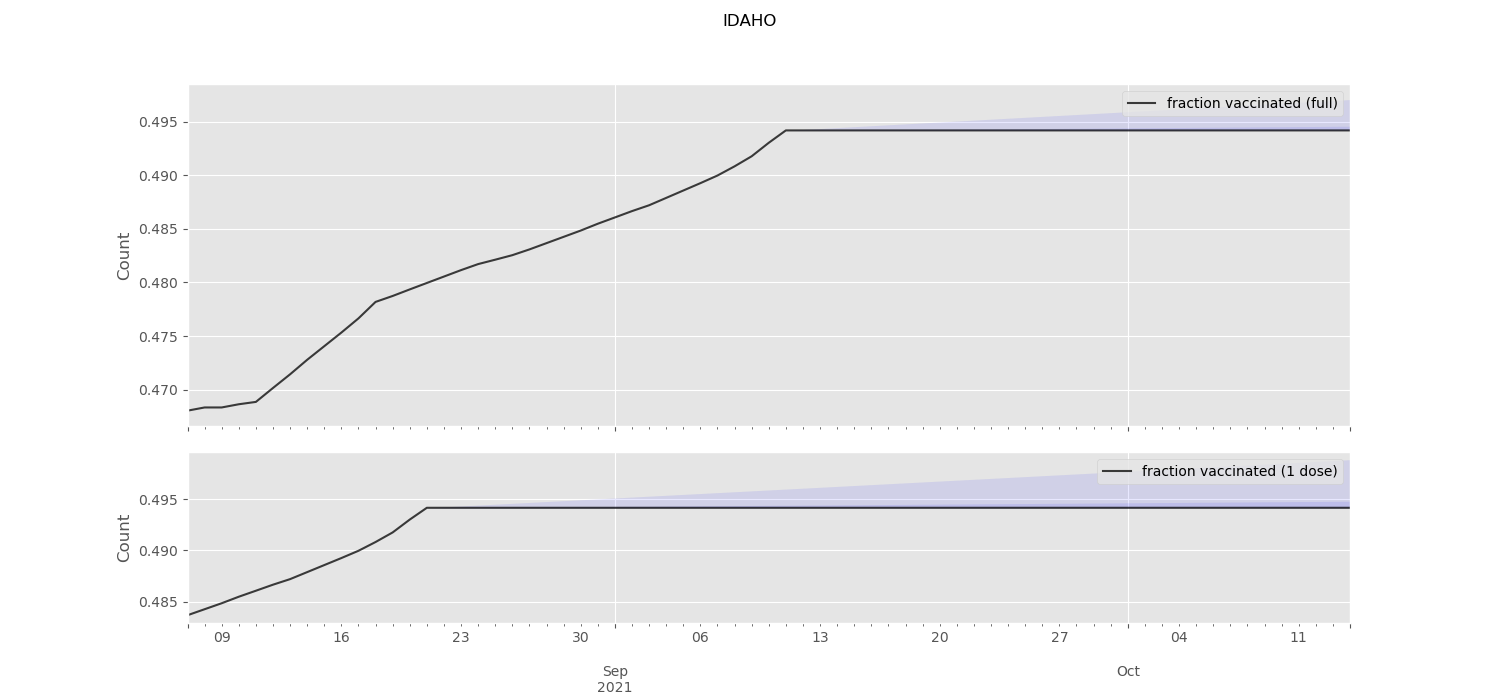 IDAHO
fraction vaccinated (full)
0.495
0.490
0.485
0.480
0.475
0.470
Count
fraction vaccinated (1 dose)
0.495
0.490
0.485
Count
09 16 23 30 06 13 20 27 04 11
Sep Oct
2021